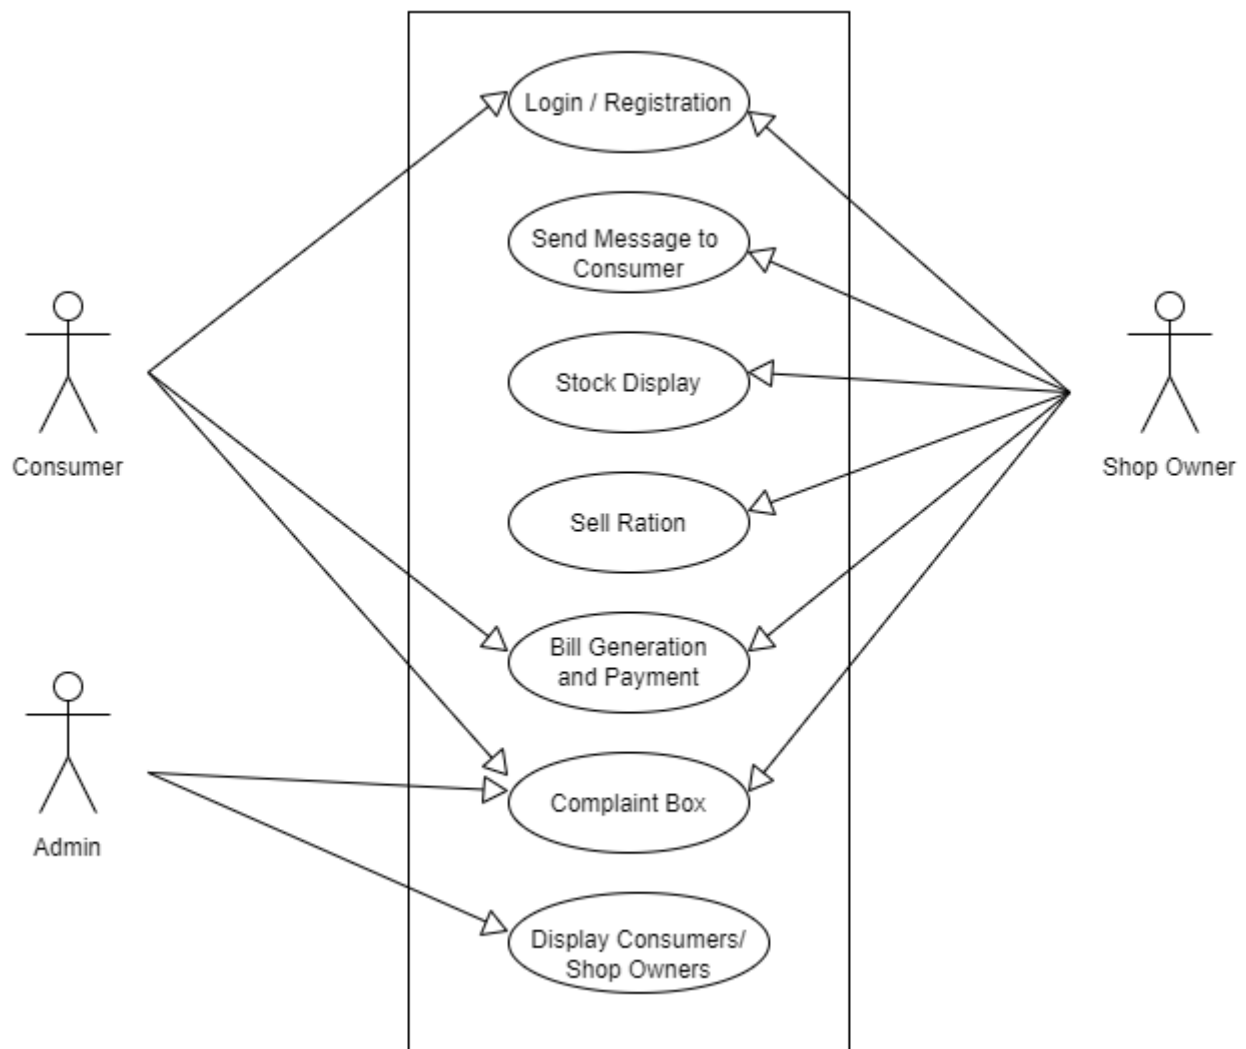 Login / Registration
Send Message to
Consumer
Stock Display
Consumer
Shop Owner
Sell Ration
Bill Generation
and Payment
Complaint Box
Admin
Display Consumers/
Shop Owners